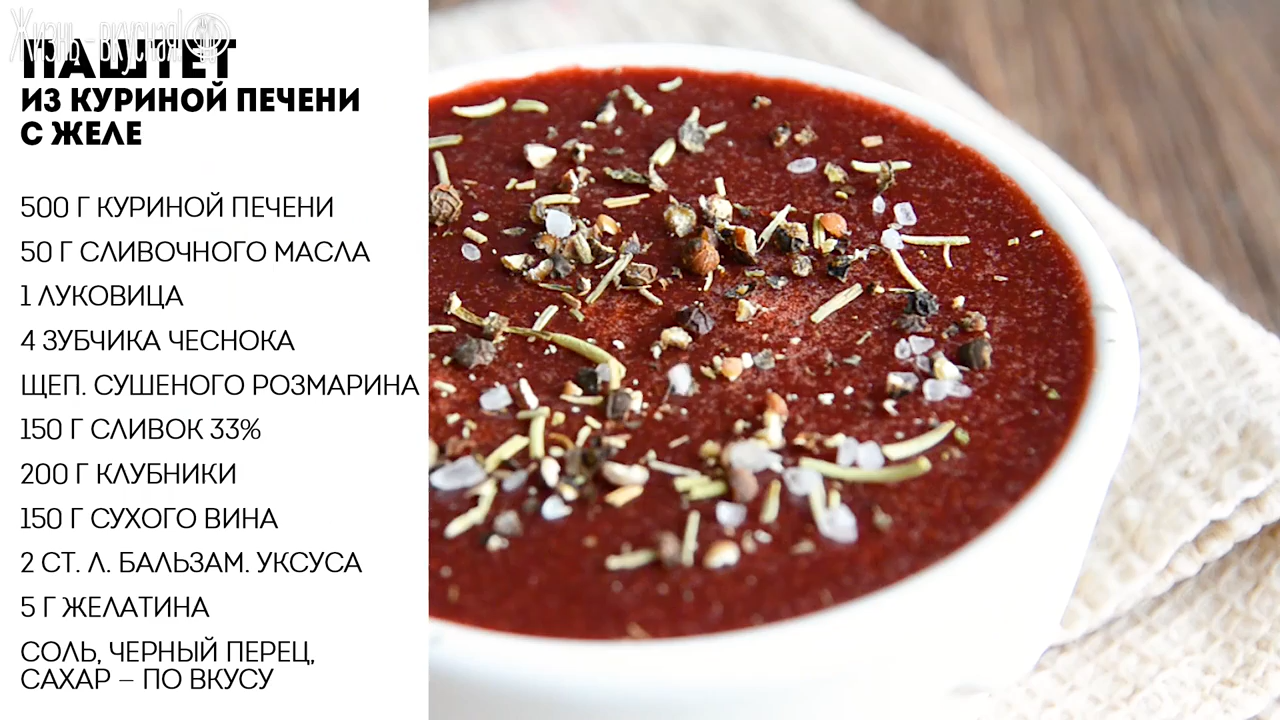 Жизнь - вкусная!
ПАШТЕТ
ИЗ КУРИНОЙ ПЕЧЕНИ
С ЖЕЛЕ
500 Г КУРИНОЙ ПЕЧЕНИ
50 Г СЛИВОЧНОГО МАСЛА
1 ЛУКОВИЦА
4 ЗУБЧИКА ЧЕСНОКА
ЩЕП. СУШЕНОГО РОЗМАРИНА
150 Г СЛИВОК 33%
200 Г КЛУБНИКИ
150 Г СУХОГО ВИНА
2 СТ. Л. БАЛЬЗАМ. УКСУСА
5 Г ЖЕЛАТИНА
СОЛЬ, ЧЕРНЫЙ ПЕРЕЦ,
САХАР – ПО ВКУСУ